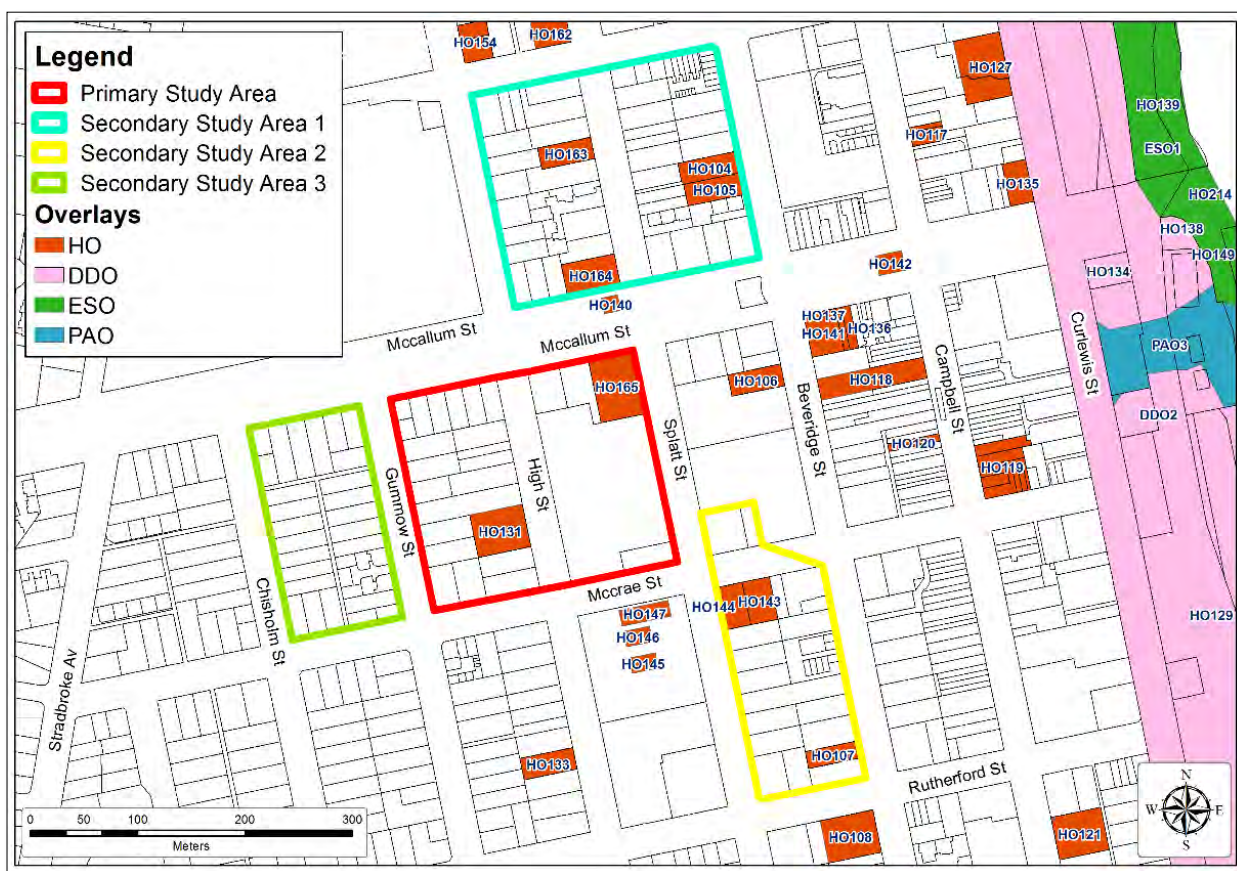 Legend
Primary Study Area
Secondary Study Area 1
Secondary Study Area 2
Secondary Study Area 3
Overlays
HO
DDO
ESO
PAO
HO154
HO162
HO127
HO139
HO117
ESO1
HO163
HO104
HO105
HO135
HO214
HO138
HO149
HO142
HO134
HO164
HO140
Mccallum St
Mccallum St
HO137
HO141
HO136
Curlewis St
PAO3
HO165
HO106
HO118
Campbell St
Beveridge St
DDO2
Splatt St
HO120
HO119
High St
Gummow St
HO131
Chisholm St
Mccrae St
HO144
HO143
HO147
HO146
HO145
HO129
Stradbroke Av
HO133
HO107
Rutherford St
HO108
HO121
N
W
E
S
0
50
100
200
300
Meters